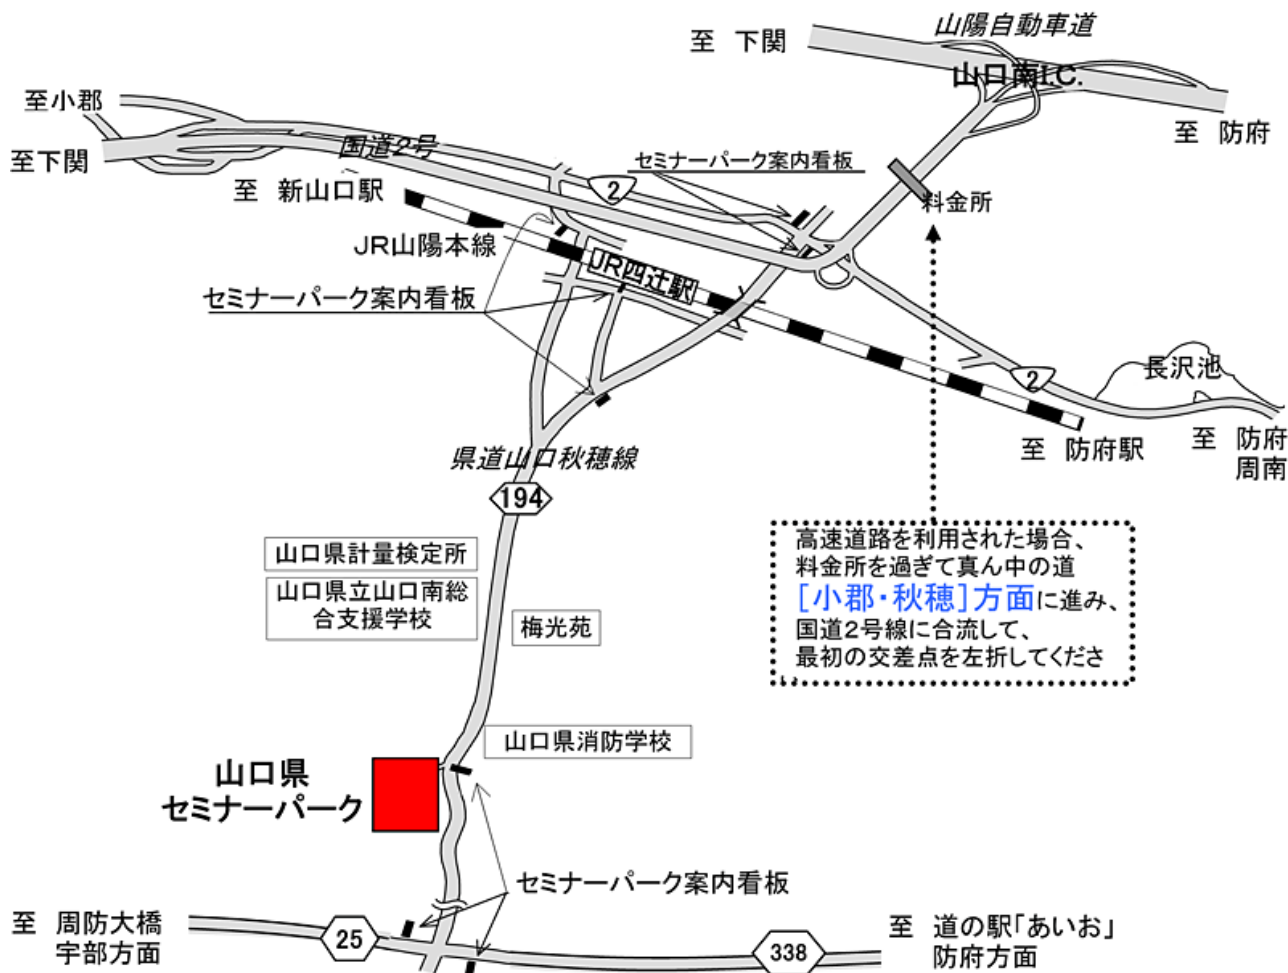 山陽自動車道
至 下関
山口南I.C.
至小郡
至 防府
国道2号
至下関
セミナーパーク案内看板
至 新山口駅
2
料金所
JR山陽本線
JR四辻駅
セミナーパーク案内看板
長沢池
2
至 防府駅
至 防府
周南
県道山口秋穂線
194
高速道路を利用された場合、
料金所を過ぎて真ん中の道
[小郡・秋穂]方面に進み、
国道2号線に合流して、
最初の交差点を左折してくださ
山口県計量検定所
山口県立山口南総
合支援学校
梅光苑
山口県消防学校
山口県
セミナーパーク
セミナーパーク案内看板
至 周防大橋
宇部方面
25
338
至 道の駅「あいお」
防府方面